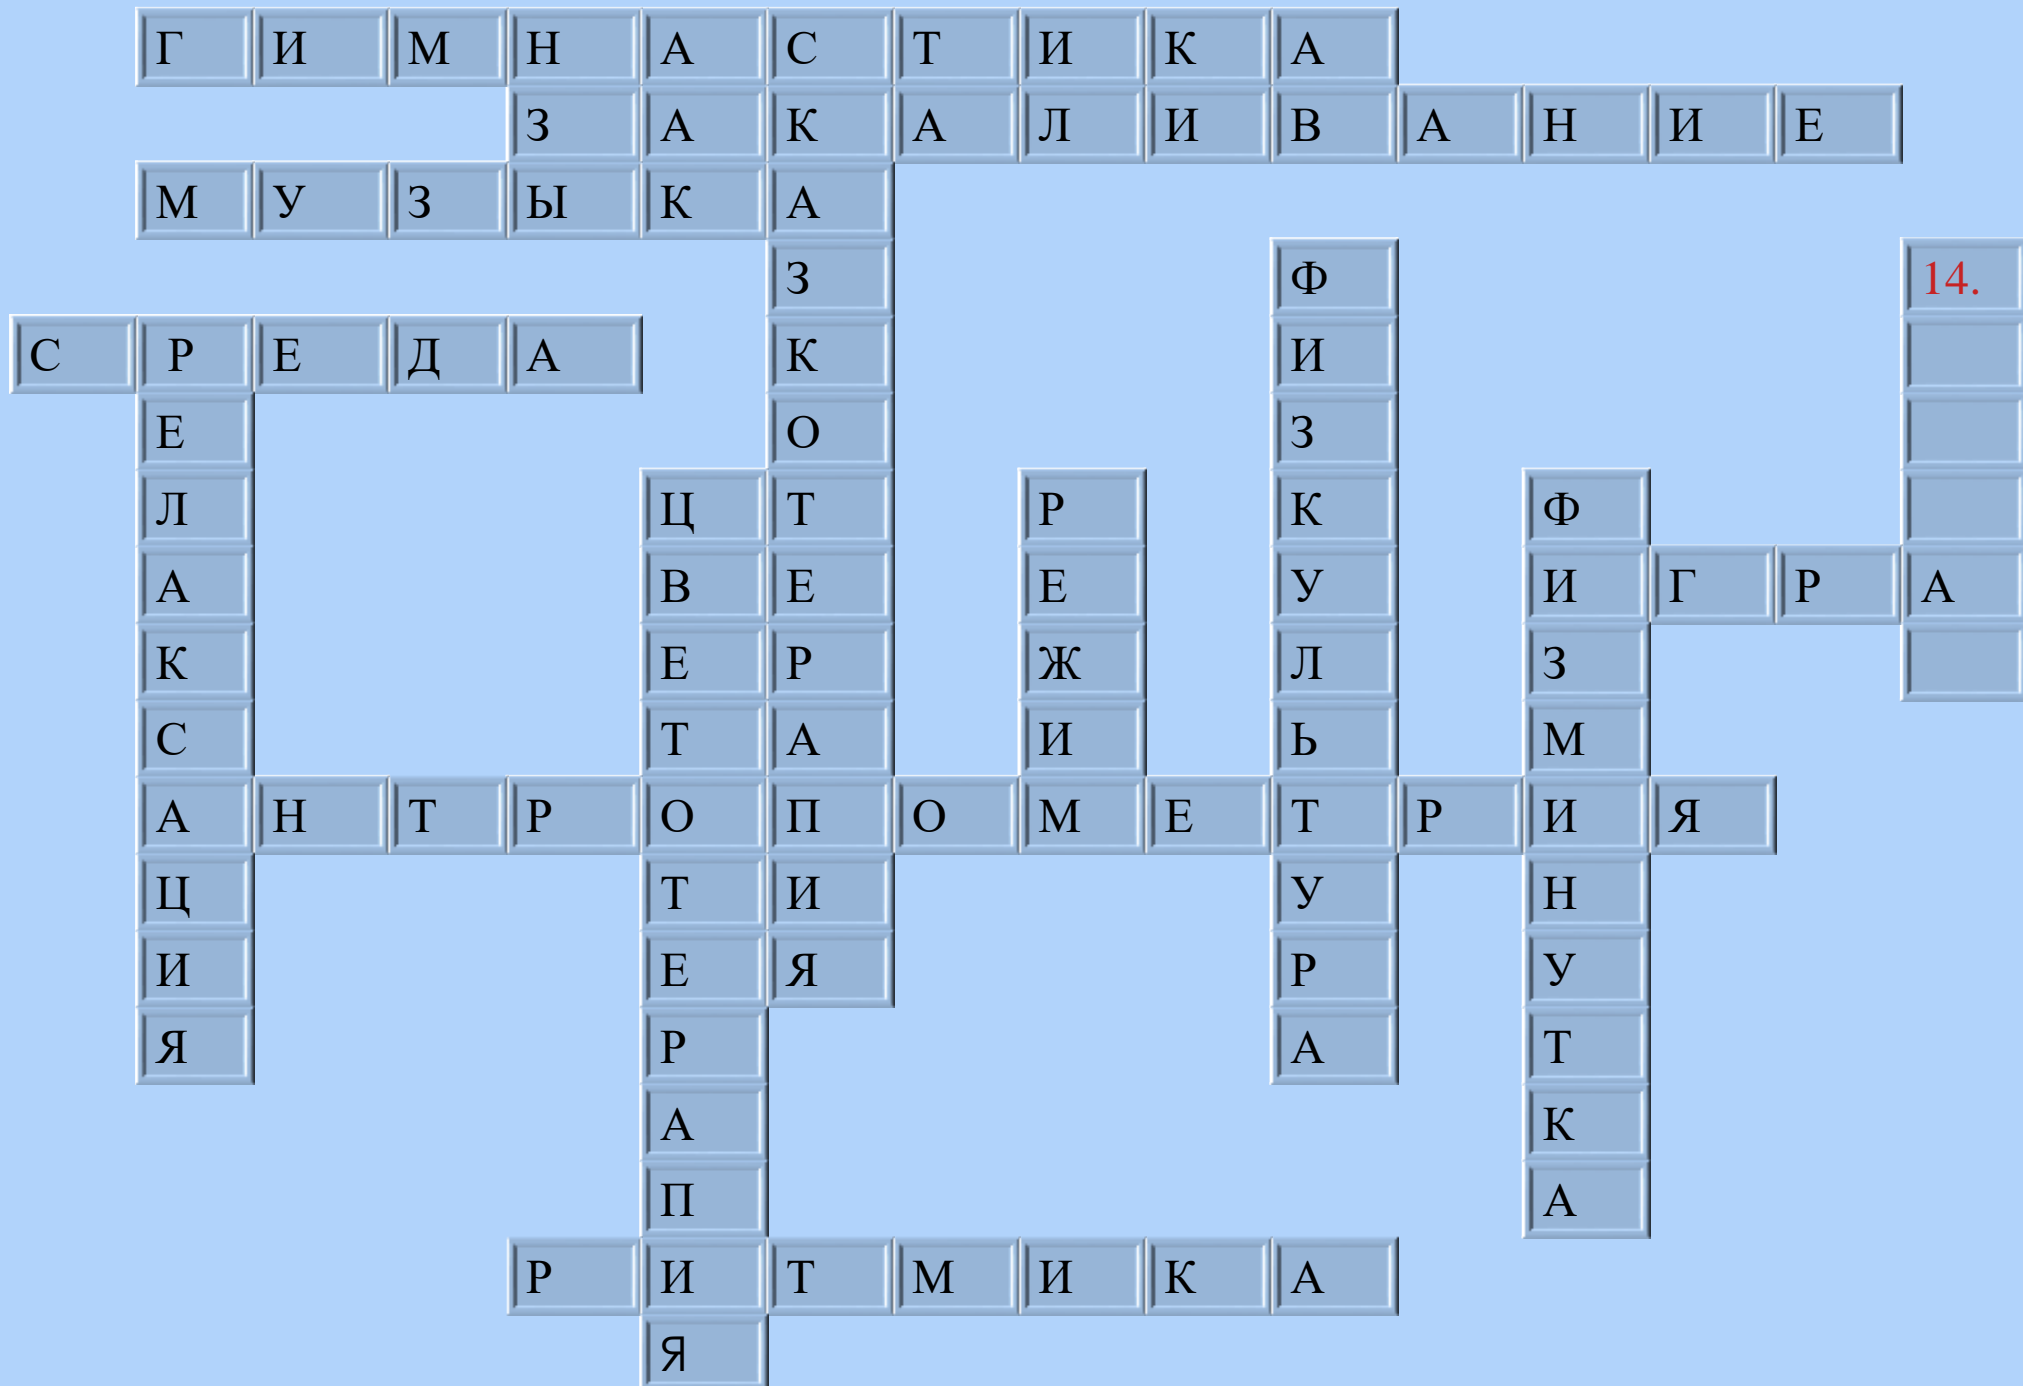 ГИМНАСТИКА
ЗАКАЛИВАНИЕ
МУЗЫКА
З Ф 14.
СРЕДА К И
Е О З
Л Ц Т Р К Ф
А В Е Е У ИГРА
К Е Р Ж Л З
С Т А И Ь М
АНТРОПОМЕТРИЯ
Ц Т И У Н
И Е Я Р У
Я Р А Т
А К
П А
РИТМИКА
Я